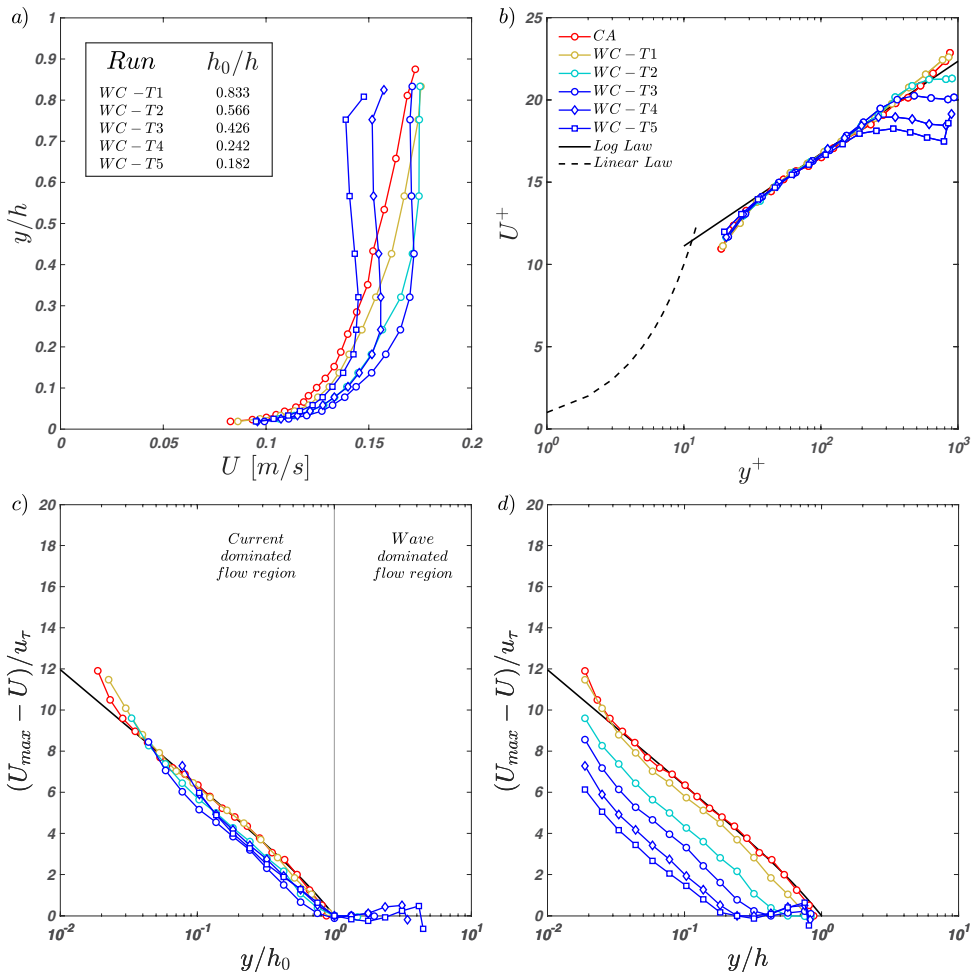 a)
1
0.9
0.8
0.7
0.6
0.5
0.4
0.3
0.2
0.1
0
y/h
Run h0/h
WC − T1 0.833
WC − T2 0.566
WC − T3 0.426
WC − T4 0.242
WC − T5 0.182
0 0.05 0.1 0.15 0.2
U [m/s]
b)
25
20
15
10
5
0
U+
CA
WC − T1
WC − T2
WC − T3
WC − T4
WC − T5
Log Law
Linear Law
10^0 10^1 10^2 10^3
y+
c)
20
18
16
14
12
10
8
6
4
2
0
(Umax − U)/uτ
Current
dominated
flow region
Wave
dominated
flow region
10^-2 10^-1 10^0 10^1
y/h0
d)
20
18
16
14
12
10
8
6
4
2
0
(Umax − U)/uτ
10^-2 10^-1 10^0 10^1
y/h